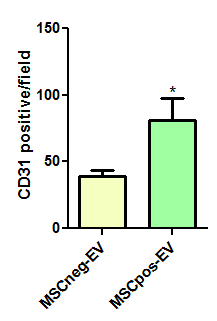 CD31 positive/field
150
100
50
0
*
MSCneg-EV
MSCpos-EV